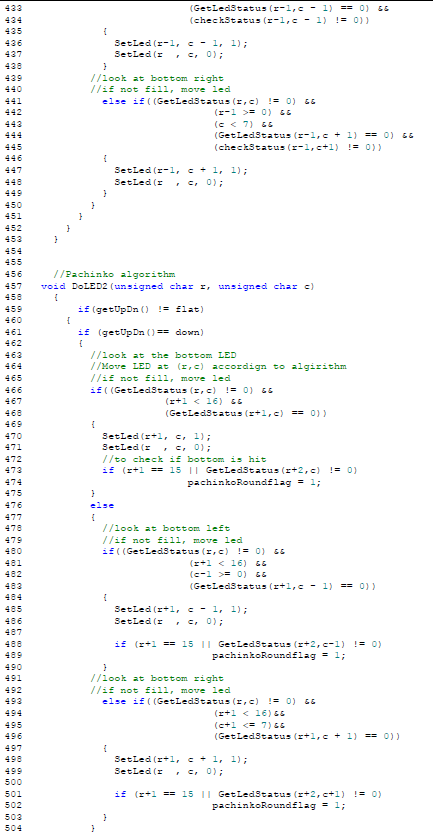 433 (GetLedStatus(r-1,c - 1) == 0) &&
434 (checkStatus(r-1,c - 1) != 0))
435 {
436 SetLed(r-1, c - 1, 1);
437 SetLed(r  , c, 0);
438 }
439 //look at bottom right
440 //if not fill, move led
441 else if((GetLedStatus(r,c) != 0) &&
442 (r-1 >= 0) &&
443 (c < 7) &&
444 (GetLedStatus(r-1,c + 1) == 0) &&
445 (checkStatus(r-1,c+1) != 0))
446 {
447 SetLed(r-1, c + 1, 1);
448 SetLed(r  , c, 0);
449 }
450 }
451 }
452 }
453 }
454
455
456 //Pachinko algorithm
457 void DoLED2(unsigned char r, unsigned char c)
458 {
459 if(getUpDn() != flat)
460 {
461 if (getUpDn()== down)
462 {
463 //look at the bottom LED
464 //Move LED at (r,c) accordign to algirithm
465 //if not fill, move led
466 if((GetLedStatus(r,c) != 0) &&
467 (r+1 < 16) &&
468 (GetLedStatus(r+1,c) == 0))
469 {
470 SetLed(r+1, c, 1);
471 SetLed(r  , c, 0);
472 //to check if bottom is hit
473 if (r+1 == 15 || GetLedStatus(r+2,c) != 0)
474 pachinkoRoundflag = 1;
475 }
476 else
477 {
478 //look at bottom left
479 //if not fill, move led
480 if((GetLedStatus(r,c) != 0) &&
481 (r+1 < 16) &&
482 (c-1 >= 0) &&
483 (GetLedStatus(r+1,c - 1) == 0))
484 {
485 SetLed(r+1, c - 1, 1);
486 SetLed(r  , c, 0);
487
488 if (r+1 == 15 || GetLedStatus(r+2,c-1) != 0)
489 pachinkoRoundflag = 1;
490 }
491 //look at bottom right
492 //if not fill, move led
493 else if((GetLedStatus(r,c) != 0) &&
494 (r+1 < 16)&&
495 (c+1 <= 7)&&
496 (GetLedStatus(r+1,c + 1) == 0))
497 {
498 SetLed(r+1, c + 1, 1);
499 SetLed(r  , c, 0);
500
501 if (r+1 == 15 || GetLedStatus(r+2,c+1) != 0)
502 pachinkoRoundflag = 1;
503 }
504 }